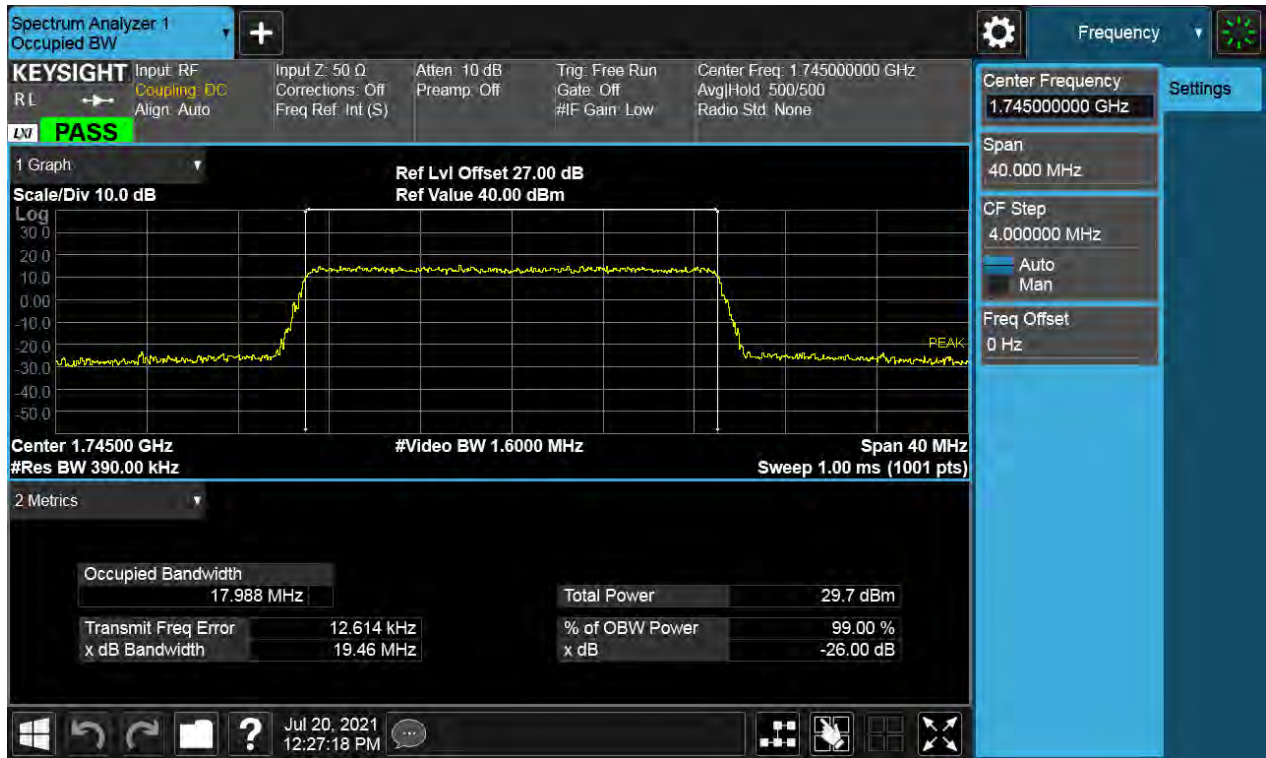 Spectrum Analyzer 1
Occupied BW
+
Frequency
KEYSIGHT
RL
LXI
PASS
Input: RF
Coupling: DC
Align: Auto
Input Z: 50 Ω
Corrections: Off
Freq Ref: Int (S)
Atten: 10 dB
Preamp: Off
Trig: Free Run
Gate: Off
#IF Gain: Low
Center Freq: 1.745000000 GHz
Avg|Hold: 500/500
Radio Std: None
Center Frequency
1.745000000 GHz
Settings
Span
40.000 MHz
CF Step
4.000000 MHz
Auto
Man
Freq Offset
0 Hz
1 Graph
Scale/Div 10.0 dB
Ref Lvl Offset 27.00 dB
Ref Value 40.00 dBm
Log
30.0
20.0
10.0
0.00
-10.0
-20.0
-30.0
-40.0
-50.0
PEAK
Center 1.74500 GHz
#Res BW 390.00 kHz
#Video BW 1.6000 MHz
Span 40 MHz
Sweep 1.00 ms (1001 pts)
2 Metrics
Occupied Bandwidth
17.988 MHz
Transmit Freq Error 12.614 kHz
x dB Bandwidth 19.46 MHz
Total Power 29.7 dBm
% of OBW Power 99.00 %
x dB -26.00 dB
?
Jul 20, 2021
12:27:18 PM